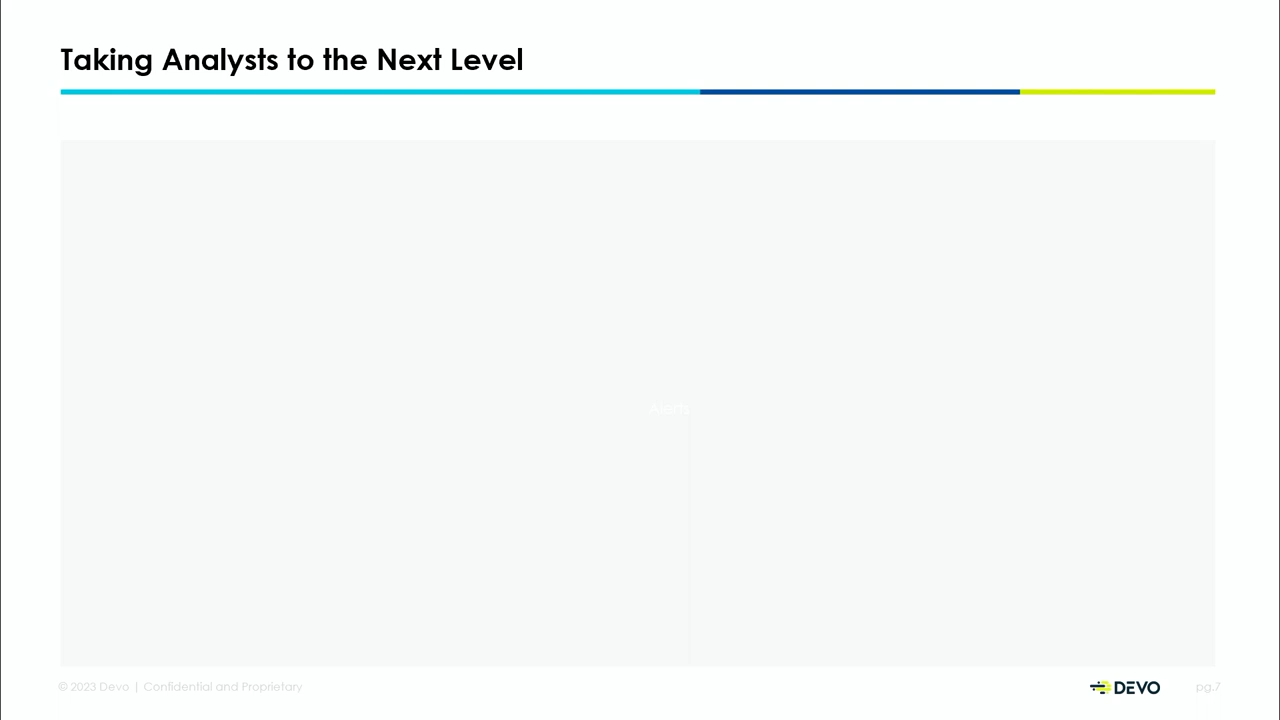 Taking Analysts to the Next Level
Alerts
© 2023 Devo | Confidential and Proprietary
DEVO
pg.7